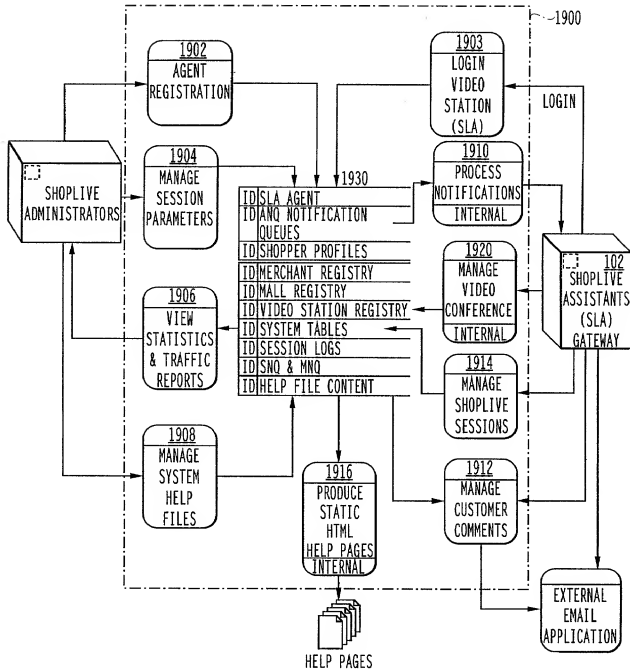 1900
1902
AGENT
REGISTRATION
1903
LOGIN
VIDEO
STATION
(SLA)
LOGIN
SHOPLIVE
ADMINISTRATORS
1904
MANAGE
SESSION
PARAMETERS
1930
ID SLA AGENT
ID ANQ NOTIFICATION
QUEUES
ID SHOPPER PROFILES
ID MERCHANT REGISTRY
ID MALL REGISTRY
ID VIDEO STATION REGISTRY
ID SYSTEM TABLES
ID SESSION LOGS
ID SNQ & MNQ
ID HELP FILE CONTENT
1910
PROCESS
NOTIFICATIONS
INTERNAL
1920
MANAGE
VIDEO
CONFERENCE
INTERNAL
102
SHOPLIVE
ASSISTANTS
(SLA)
GATEWAY
1906
VIEW
STATISTICS
& TRAFFIC
REPORTS
1914
MANAGE
SHOPLIVE
SESSIONS
1908
MANAGE
SYSTEM
HELP
FILES
1916
PRODUCE
STATIC
HTML
HELP PAGES
INTERNAL
1912
MANAGE
CUSTOMER
COMMENTS
EXTERNAL
EMAIL
APPLICATION
HELP PAGES